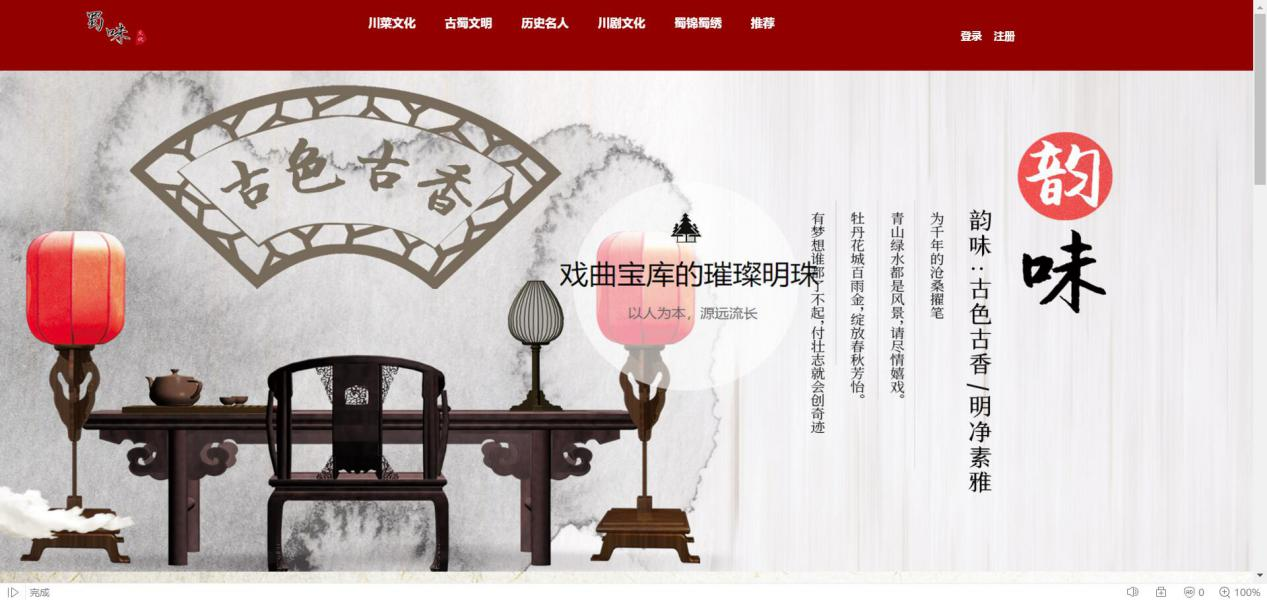 蜀味
文化
川菜文化 古蜀文明 历史名人 川剧文化 蜀锦蜀绣 推荐
登录 注册
古色古香
戏曲宝库的璀璨明珠
以人为本，源远流长
韵味
韵味：古色古香/明净素雅
为千年的沧桑擢笔
青山绿水都是风景，请尽情嬉戏。
牡丹花城百雨金，绽放春秋芳怡。
有梦想谁都了不起，付壮志就会创奇迹
完成
0
100%